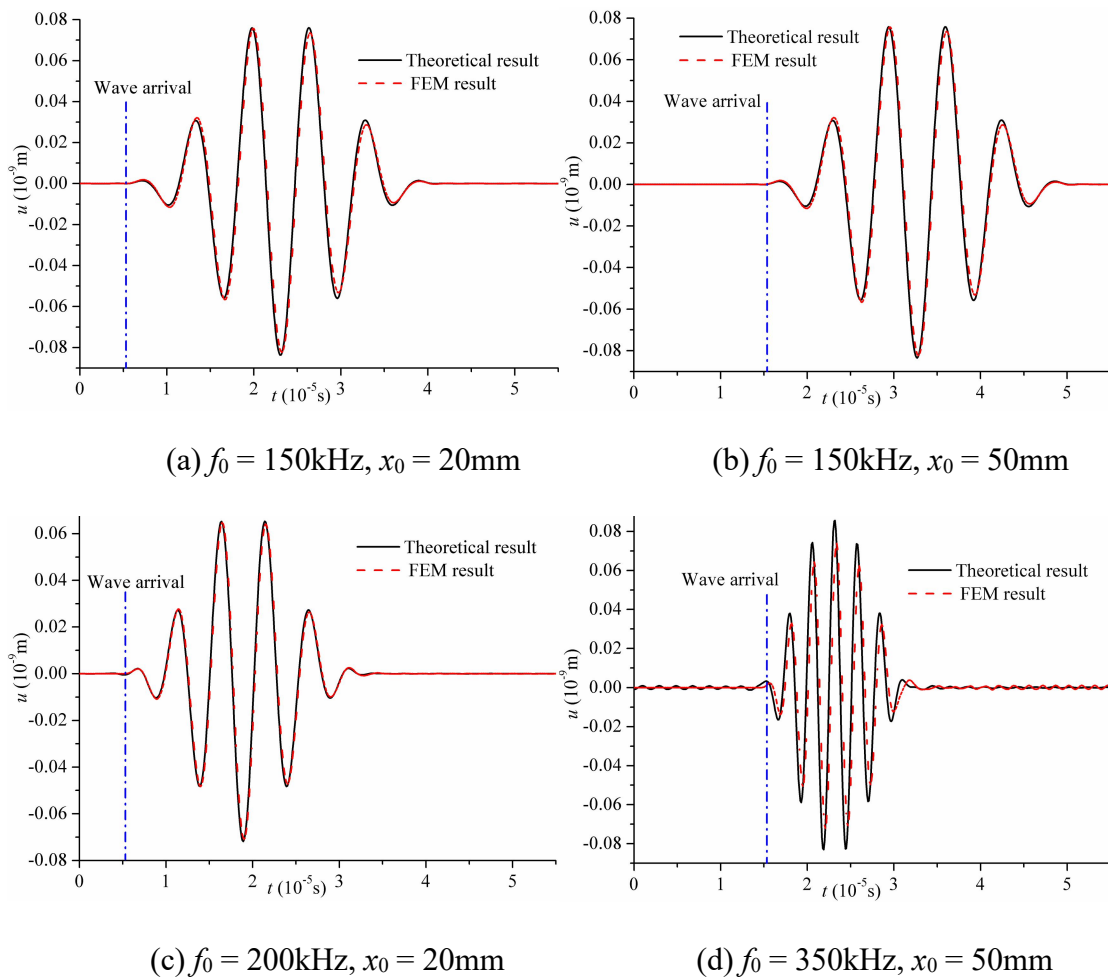 0.08
0.06
0.04
0.02
0.00
-0.02
-0.04
-0.06
-0.08
u (10⁻⁹m)
Theoretical result
FEM result
Wave arrival
0 1 2 3 4 5
t (10⁻⁵s)
(a) f₀ = 150kHz, x₀ = 20mm
0.08
0.06
0.04
0.02
0.00
-0.02
-0.04
-0.06
-0.08
u (10⁻⁹m)
Theoretical result
FEM result
Wave arrival
0 1 2 3 4 5
t (10⁻⁵s)
(b) f₀ = 150kHz, x₀ = 50mm
0.06
0.04
0.02
0.00
-0.02
-0.04
-0.06
-0.08
u (10⁻⁹m)
Theoretical result
FEM result
Wave arrival
0 1 2 3 4 5
t (10⁻⁵s)
(c) f₀ = 200kHz, x₀ = 20mm
0.08
0.06
0.04
0.02
0.00
-0.02
-0.04
-0.06
-0.08
u (10⁻⁹m)
Theoretical result
FEM result
Wave arrival
0 1 2 3 4 5
t (10⁻⁵s)
(d) f₀ = 350kHz, x₀ = 50mm